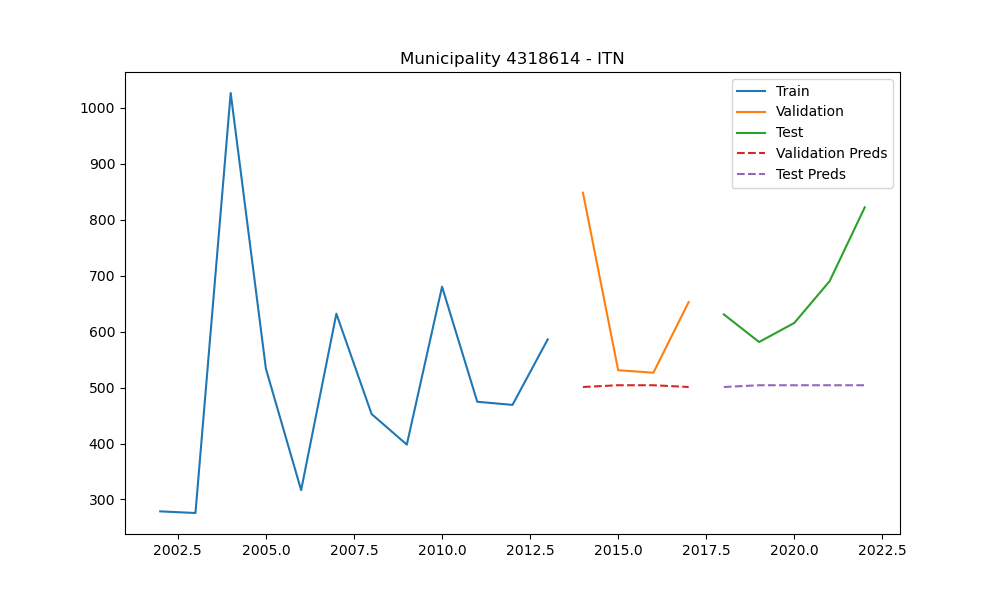 Municipality 4318614 - ITN
Train
Validation
Test
Validation Preds
Test Preds
1000
900
800
700
600
500
400
300
2002.5 2005.0 2007.5 2010.0 2012.5 2015.0 2017.5 2020.0 2022.5